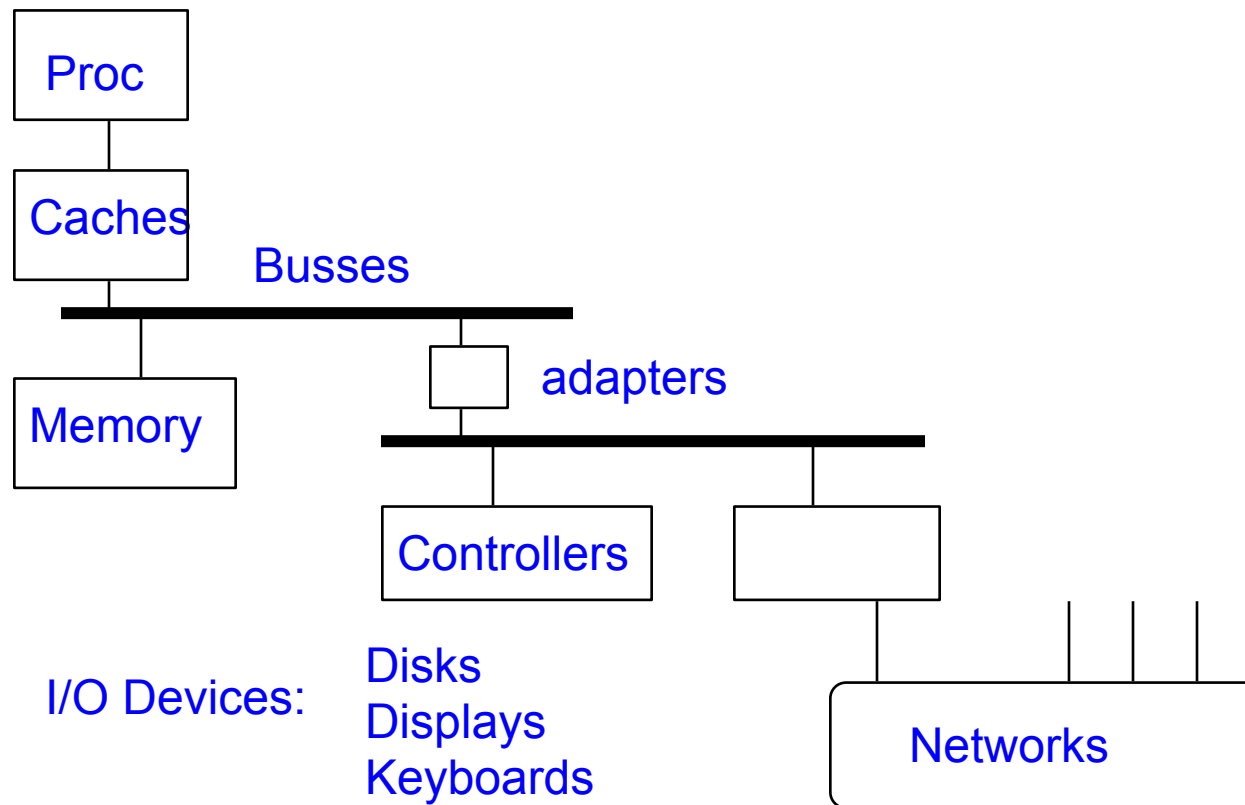 Proc
Caches
Busses
adapters
Memory
Controllers
I/O Devices:
Disks
Displays
Keyboards
Networks